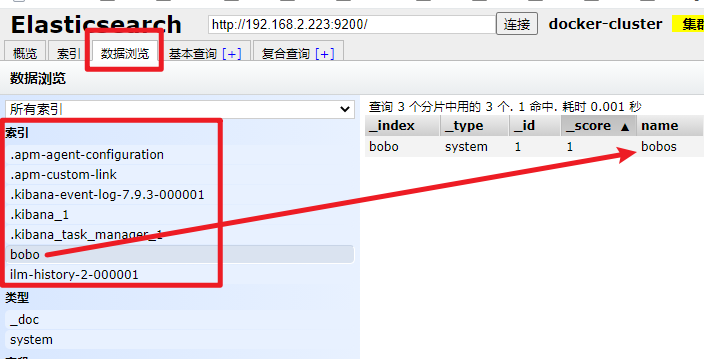 Elasticsearch http://192.168.2.223:9200/ 连接 docker-cluster 集群
概览 索引 数据浏览 基本查询 [+] 复合查询 [+]
数据浏览
所有索引
索引
.apm-agent-configuration
.apm-custom-link
.kibana-event-log-7.9.3-000001
.kibana_1
.kibana_task_manager_1
bobo
ilm-history-2-000001
类型
_doc
system
查询 3 个分片中用的 3 个. 1 命中. 耗时 0.001 秒
_index _type _id _score ▲ name
bobo system 1 1 bobos